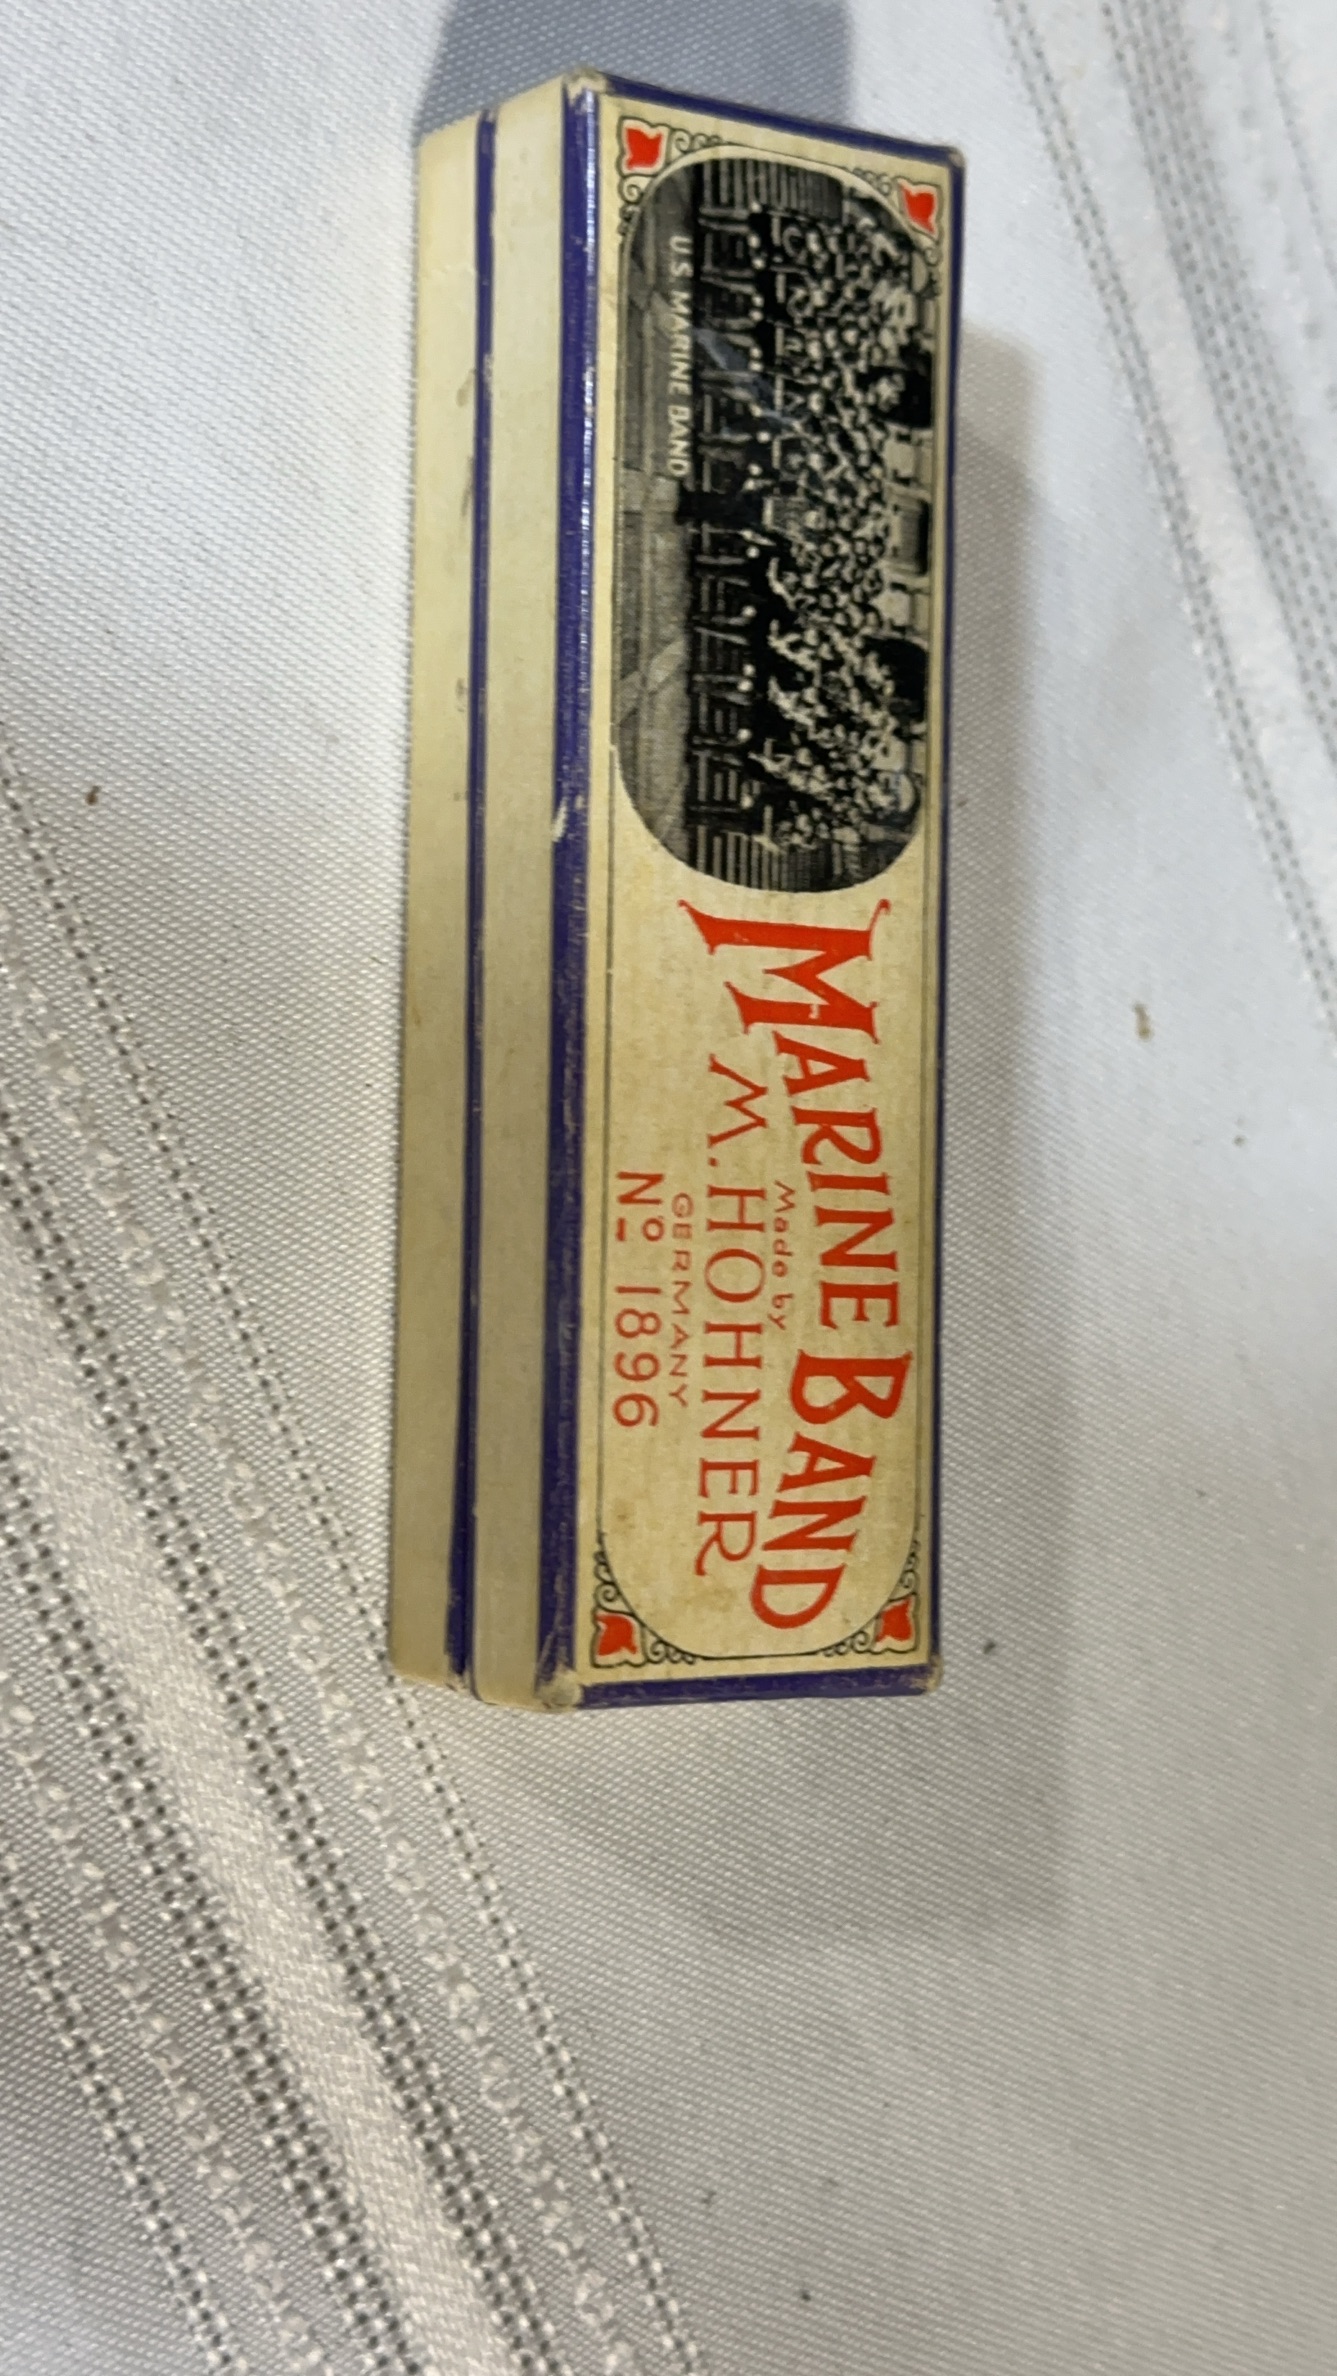 U.S. MARINE BAND
MARINE BAND
Made by
M. HOHNER
GERMANY
Nº 1896